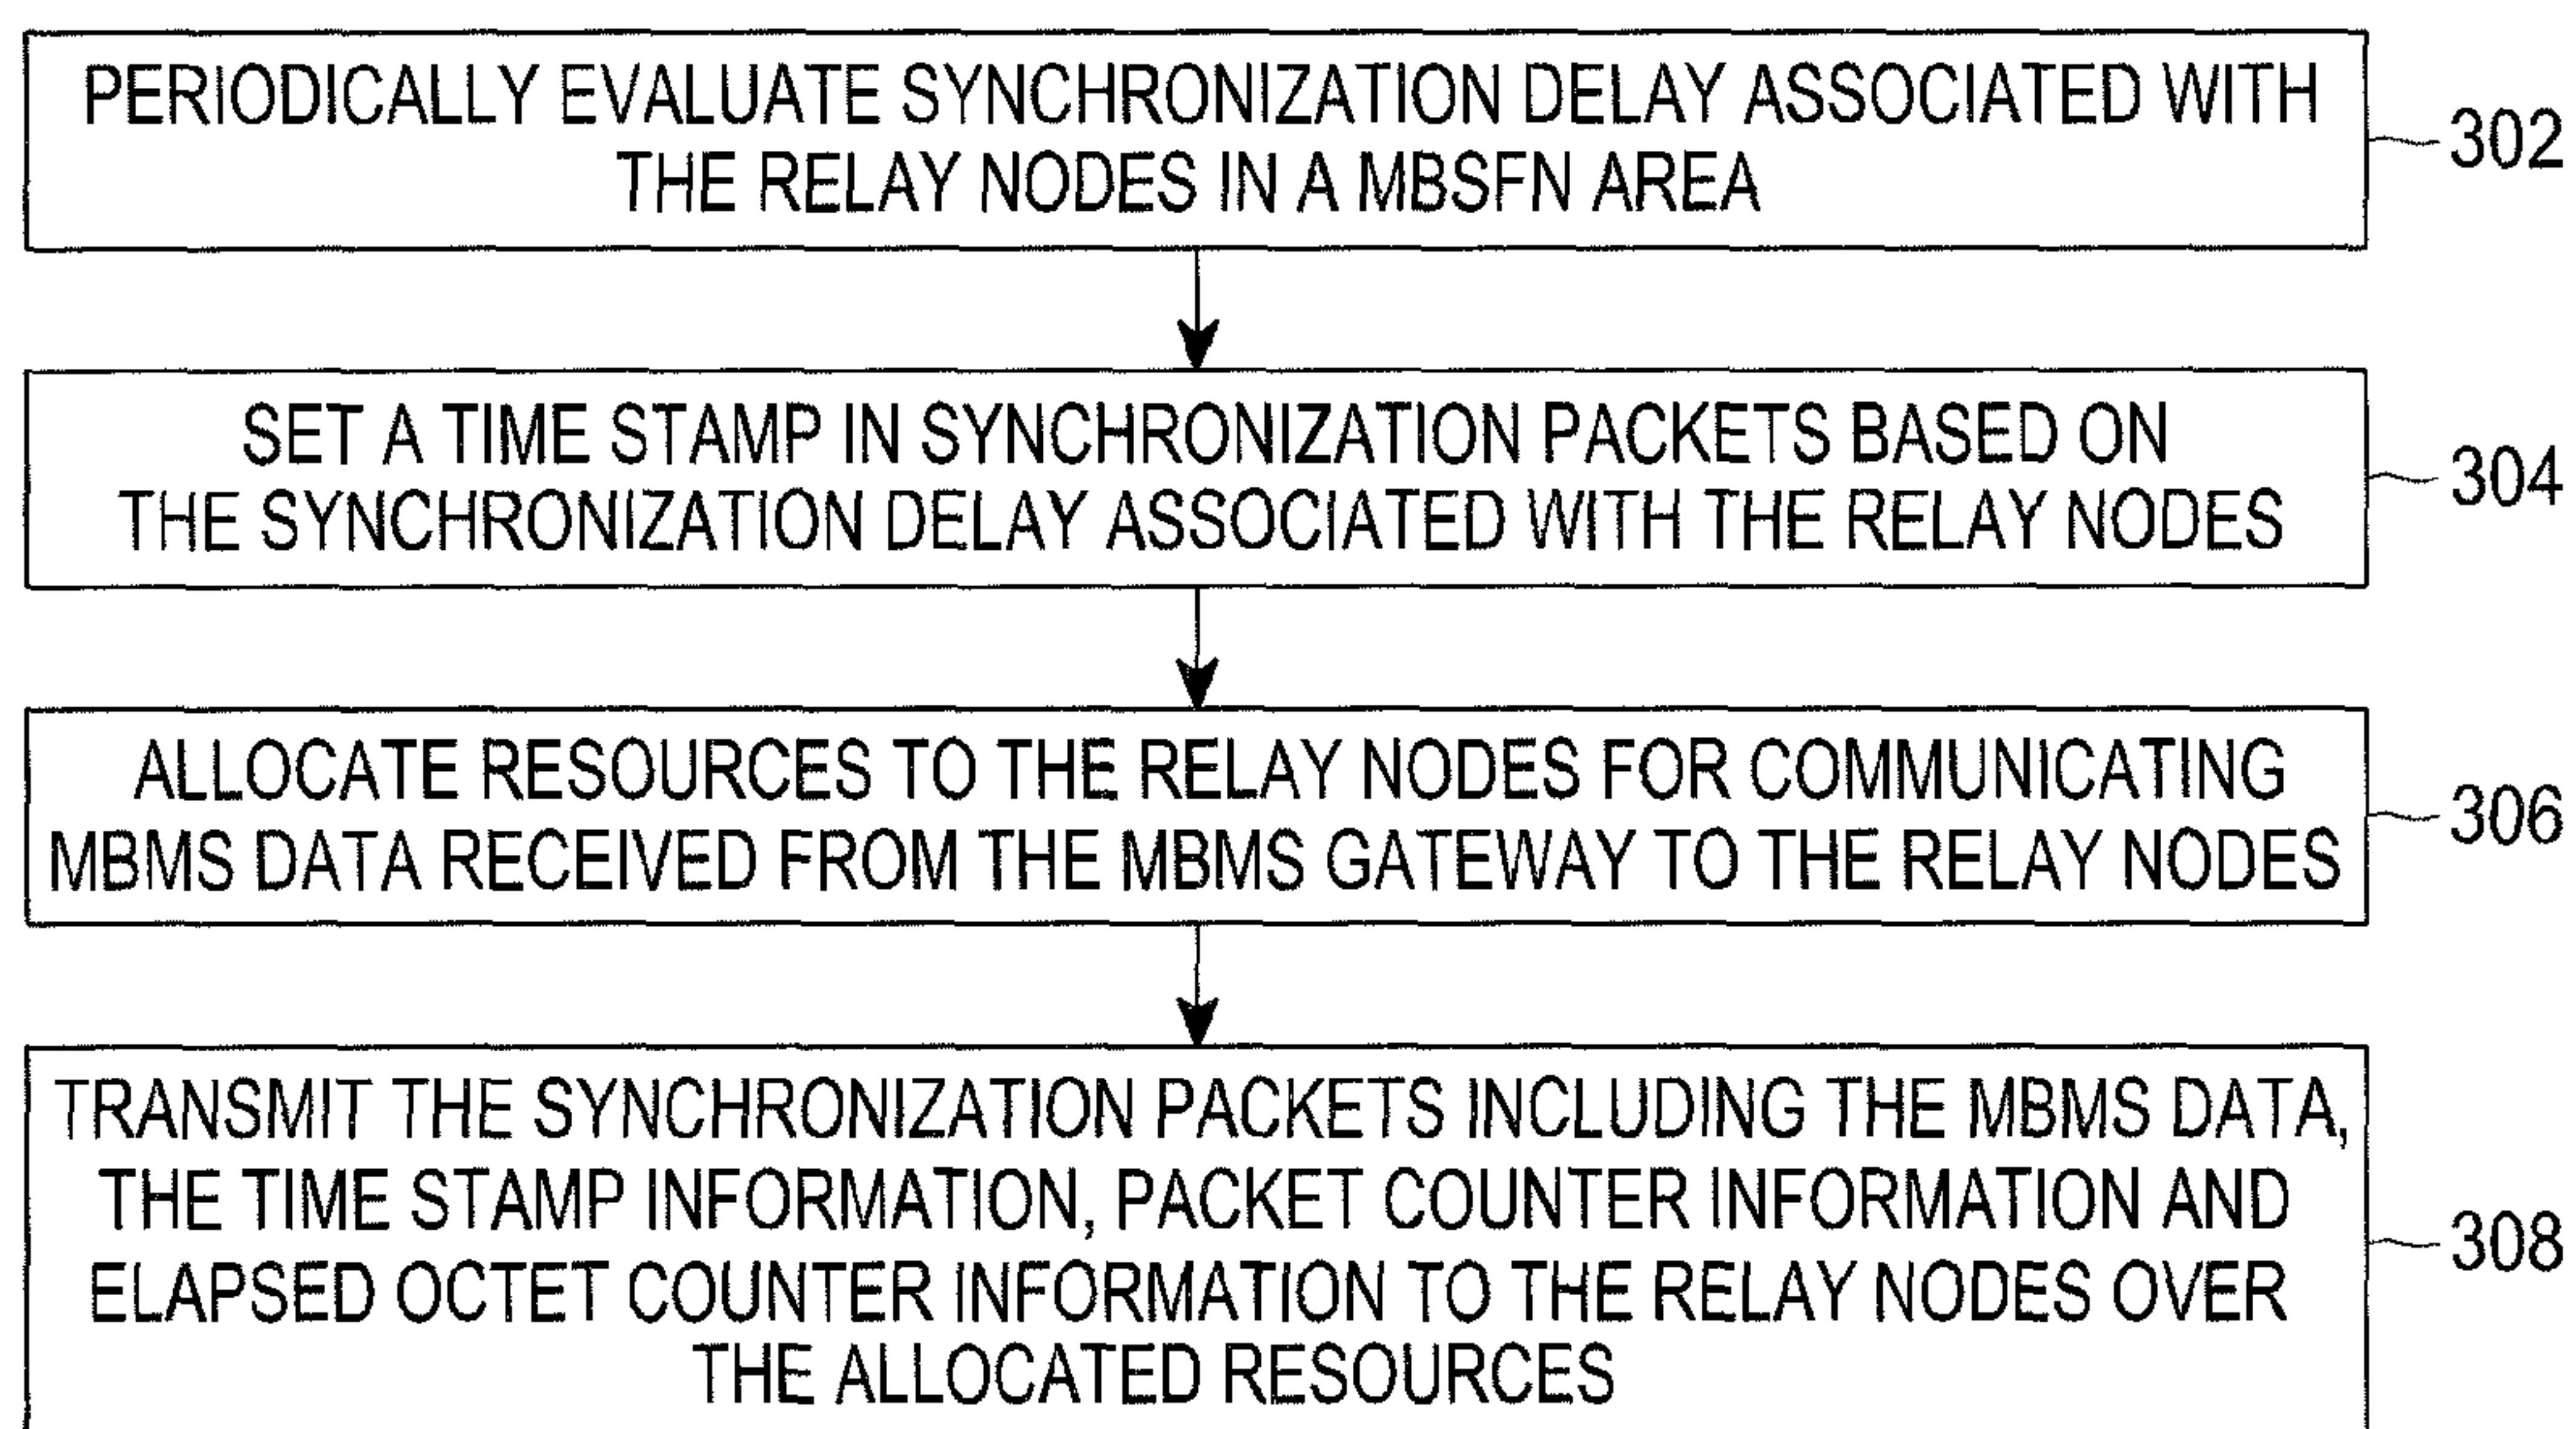 PERIODICALLY EVALUATE SYNCHRONIZATION DELAY ASSOCIATED WITH
THE RELAY NODES IN A MBSFN AREA
302
SET A TIME STAMP IN SYNCHRONIZATION PACKETS BASED ON
THE SYNCHRONIZATION DELAY ASSOCIATED WITH THE RELAY NODES
304
ALLOCATE RESOURCES TO THE RELAY NODES FOR COMMUNICATING
MBMS DATA RECEIVED FROM THE MBMS GATEWAY TO THE RELAY NODES
306
TRANSMIT THE SYNCHRONIZATION PACKETS INCLUDING THE MBMS DATA,
THE TIME STAMP INFORMATION, PACKET COUNTER INFORMATION AND
ELAPSED OCTET COUNTER INFORMATION TO THE RELAY NODES OVER
THE ALLOCATED RESOURCES
308